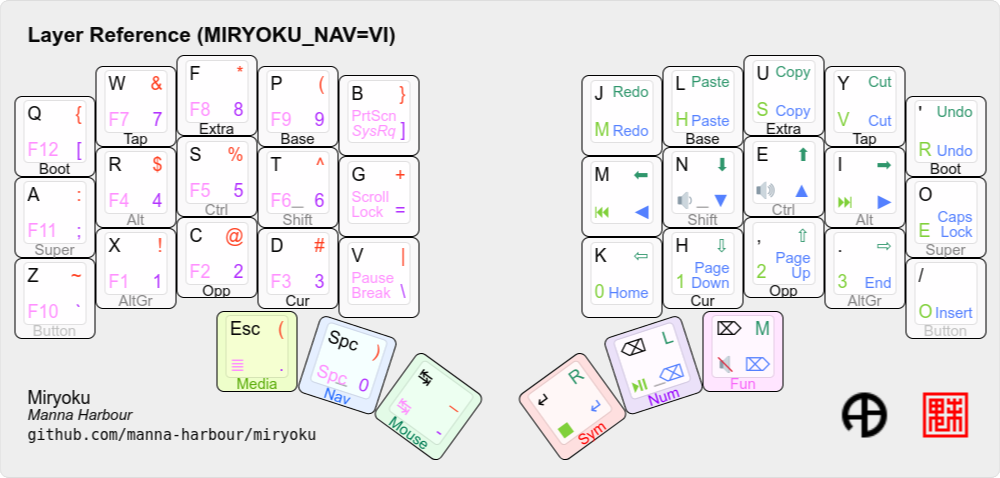 Layer Reference (MIRYOKU_NAV=VI)
Q {
F12 [
Boot
W &
F7 7
Tap
F *
F8 8
Extra
P (
F9 9
Base
B }
PrtScn
SysRq ]
J Redo
M Redo
L Paste
H Paste
Base
U Copy
S Copy
Extra
Y Cut
V Cut
Tap
' Undo
R Undo
Boot
A :
F11 ;
Super
R $
F4 4
Alt
S %
F5 5
Ctrl
T ^
F6 _ 6
Shift
G +
Scroll
Lock =
M ⬅
⏮ ◀
N ⬇
🔉 _ ▼
Shift
E ⬆
🔊 ▲
Ctrl
I ➡
⏭ ▶
Alt
O
E Caps
Lock
Super
Z ~
F10 `
Button
X !
F1 1
AltGr
C @
F2 2
Opp
D #
F3 3
Cur
V |
Pause
Break \
K ⇦
0 Home
H ⇩
1 Page
Down
Cur
, ⇧
2 Page
Up
Opp
. ⇨
3 End
AltGr
/
O Insert
Button
Esc (
≣ .
Media
Spc )
Spc _ 0
Nav
↹ _
↹ -
Mouse
↵ R
■ ↵
Sym
⌫ L
⏯ _ ⌫
Num
⌦ M
🔇 ⌦
Fun
Miryoku
Manna Harbour
github.com/manna-harbour/miryoku